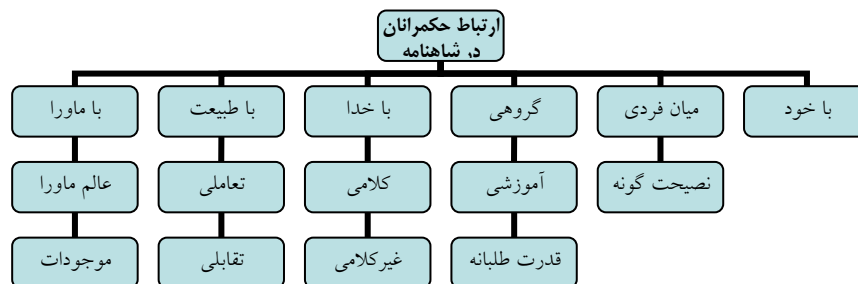 ارتباط حکمرانان
در شاهنامه
با خود
میان فردی
گروهی
با خدا
با طبیعت
با ماورا
نصیحت گونه
آموزشی
کلامی
تعاملی
عالم ماورا
قدرت طلبانه
غیرکلامی
تقابلی
موجودات